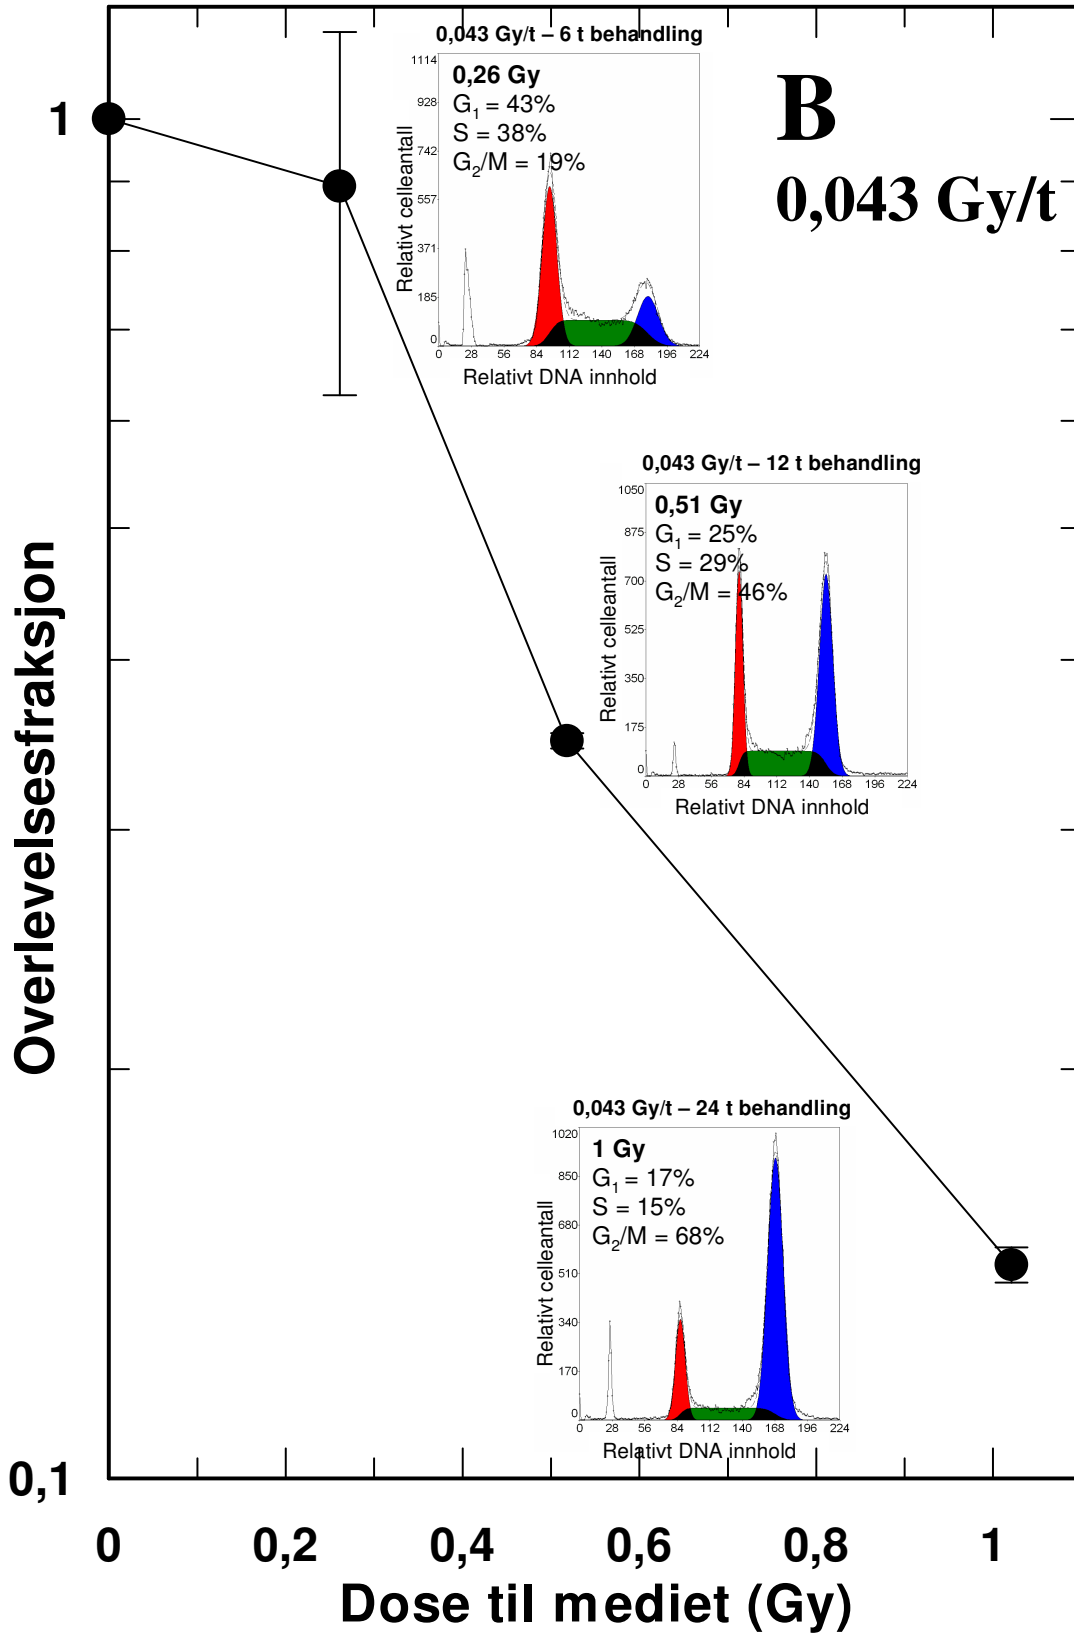 B
0,043 Gy/t
Overlevelsesfraksjon
1
0,1
0,043 Gy/t – 6 t behandling
0,26 Gy
G1 = 43%
S = 38%
G2/M = 19%
Relativt celleantall
1114
928
742
557
371
185
0
0 28 56 84 112 140 168 196 224
Relativt DNA innhold
0,043 Gy/t – 12 t behandling
0,51 Gy
G1 = 25%
S = 29%
G2/M = 46%
Relativt celleantall
1050
875
700
525
350
175
0
0 28 56 84 112 140 168 196 224
Relativt DNA innhold
0,043 Gy/t – 24 t behandling
1 Gy
G1 = 17%
S = 15%
G2/M = 68%
Relativt celleantall
1020
850
680
510
340
170
0
0 28 56 84 112 140 168 196 224
Relativt DNA innhold
0 0,2 0,4 0,6 0,8 1
Dose til mediet (Gy)